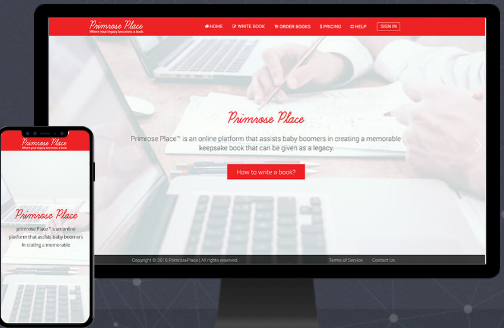 Primrose Place
Where your legacy becomes a book.
HOME WRITE BOOK ORDER BOOKS $ PRICING HELP SIGN IN
Primrose Place
Primrose Place™ is an online platform that assists baby boomers in creating a memorable
keepsake book that can be given as a legacy.
How to write a book?
Copyright © 2016 PrimrosePlace | All rights reserved. Terms of Service Contact Us
Primrose Place
Where your legacy becomes a book.
Primrose Place
primrose Place™ is an online
platform that assists baby boomers
in crating a memorable